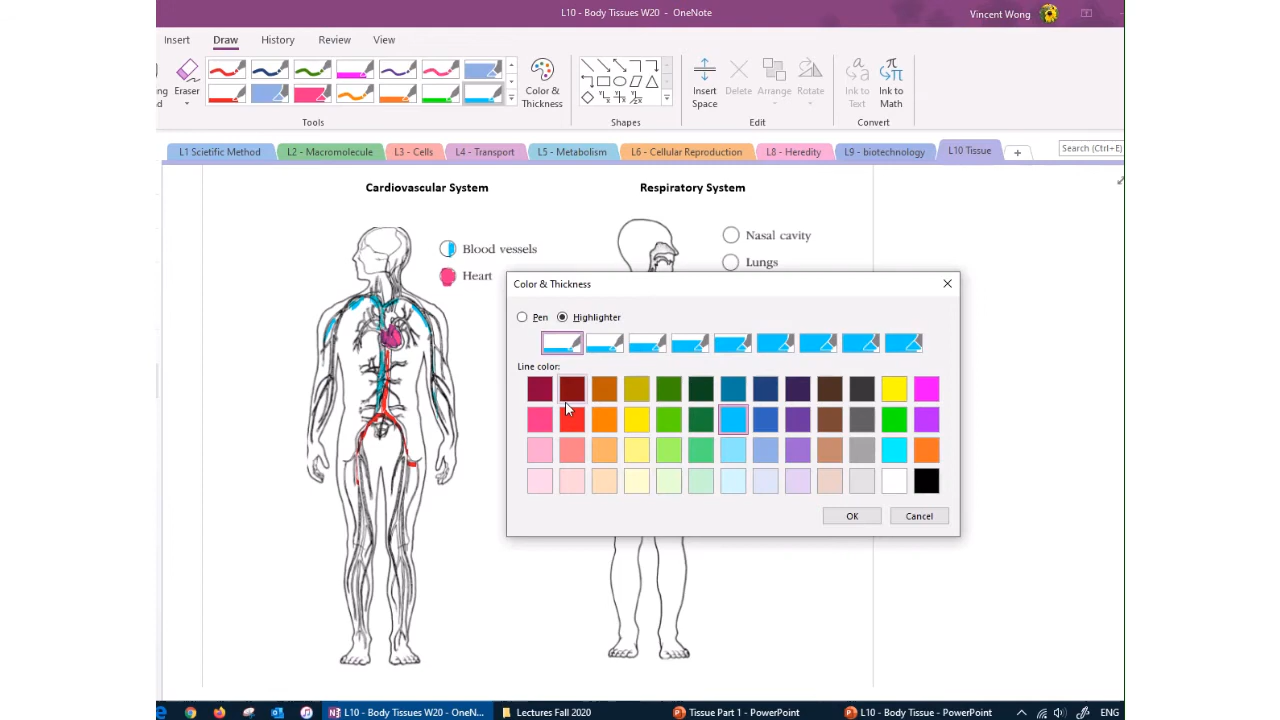 L10 - Body Tissues W20 - OneNote
Vincent Wong
Insert Draw History Review View
Eraser
Color & Thickness
Insert Space
Delete
Arrange
Rotate
Ink to Text
Ink to Math
Tools Shapes Edit Convert
L1 Scietific Method L2 - Macromolecule L3 - Cells L4 - Transport L5 - Metabolism L6 - Cellular Reproduction L8 - Heredity L9 - biotechnology L10 Tissue + Search (Ctrl+E)
Cardiovascular System
Respiratory System
Blood vessels
Heart
Nasal cavity
Lungs
Color & Thickness
Pen Highlighter
Line color:
OK Cancel
L10 - Body Tissues W20 - OneN... Lectures Fall 2020 Tissue Part 1 - PowerPoint L10 - Body Tissue - PowerPoint ENG